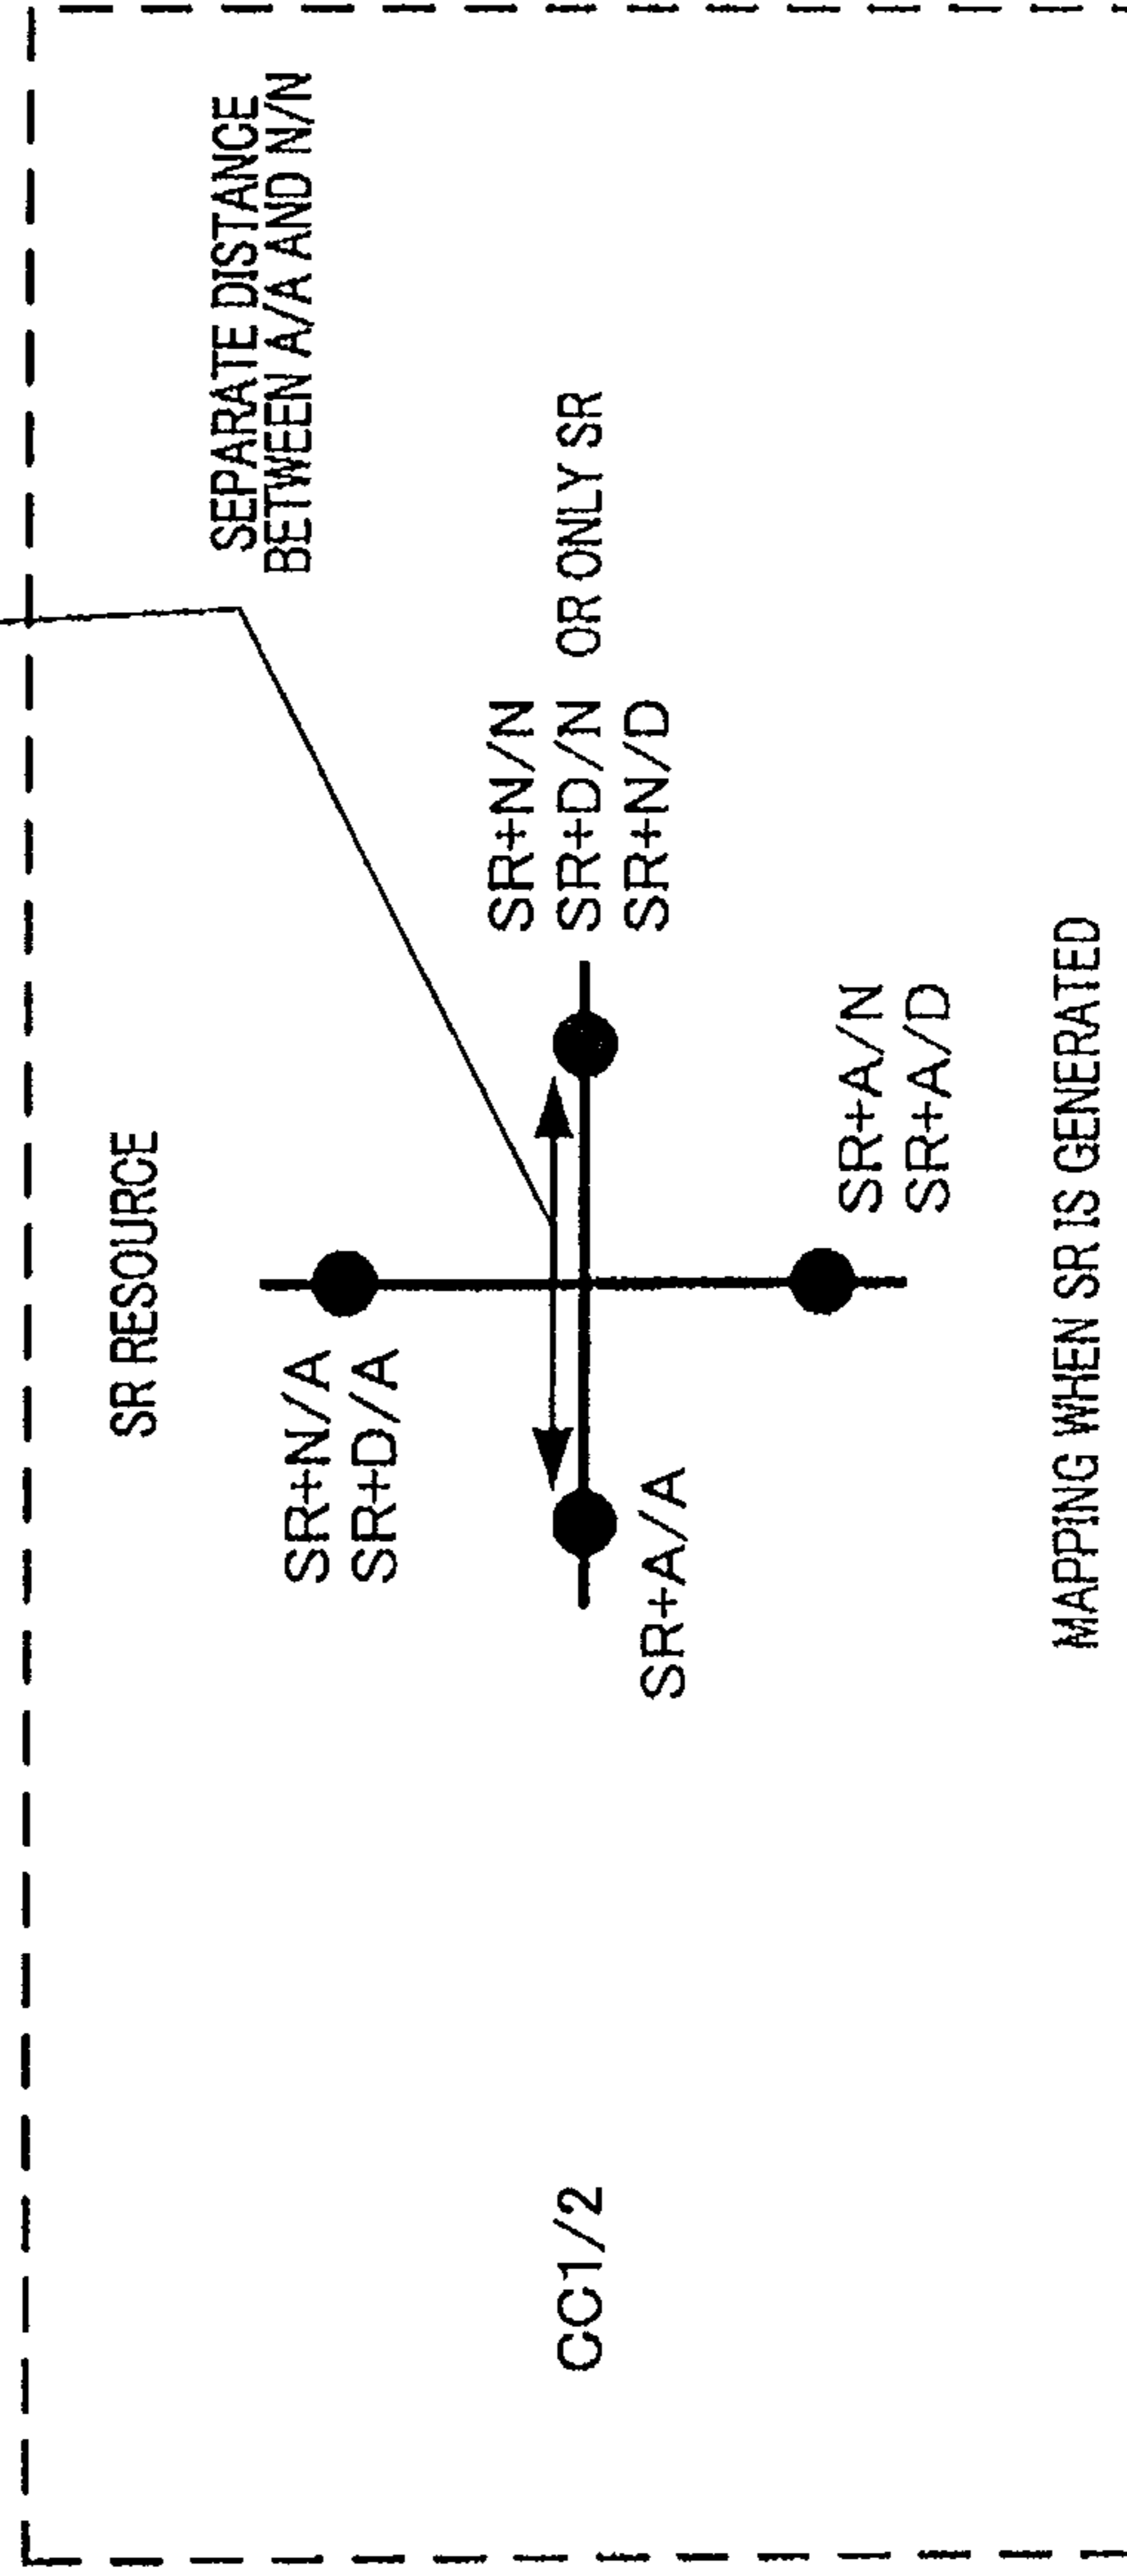 SR RESOURCE
SEPARATE DISTANCE
BETWEEN A/A AND N/N
SR+N/A
SR+D/A
SR+N/N
SR+D/N OR ONLY SR
SR+N/D
CC1/2
SR+A/A
SR+A/N
SR+A/D
MAPPING WHEN SR IS GENERATED